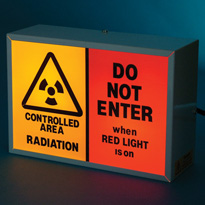 CONTROLLED
AREA
RADIATION
DO
NOT
ENTER
when
RED LIGHT
is on